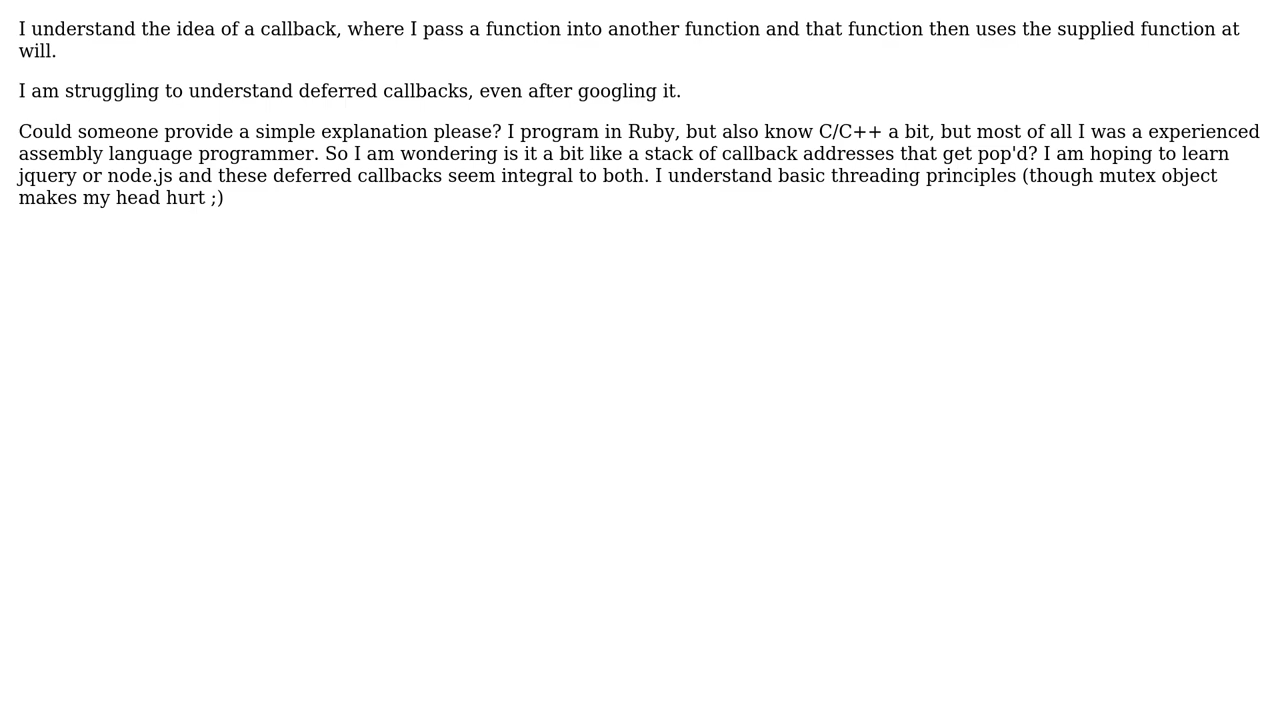 I understand the idea of a callback, where I pass a function into another function and that function then uses the supplied function at
will.
I am struggling to understand deferred callbacks, even after googling it.
Could someone provide a simple explanation please? I program in Ruby, but also know C/C++ a bit, but most of all I was a experienced
assembly language programmer. So I am wondering is it a bit like a stack of callback addresses that get pop'd? I am hoping to learn
jquery or node.js and these deferred callbacks seem integral to both. I understand basic threading principles (though mutex object
makes my head hurt ;)